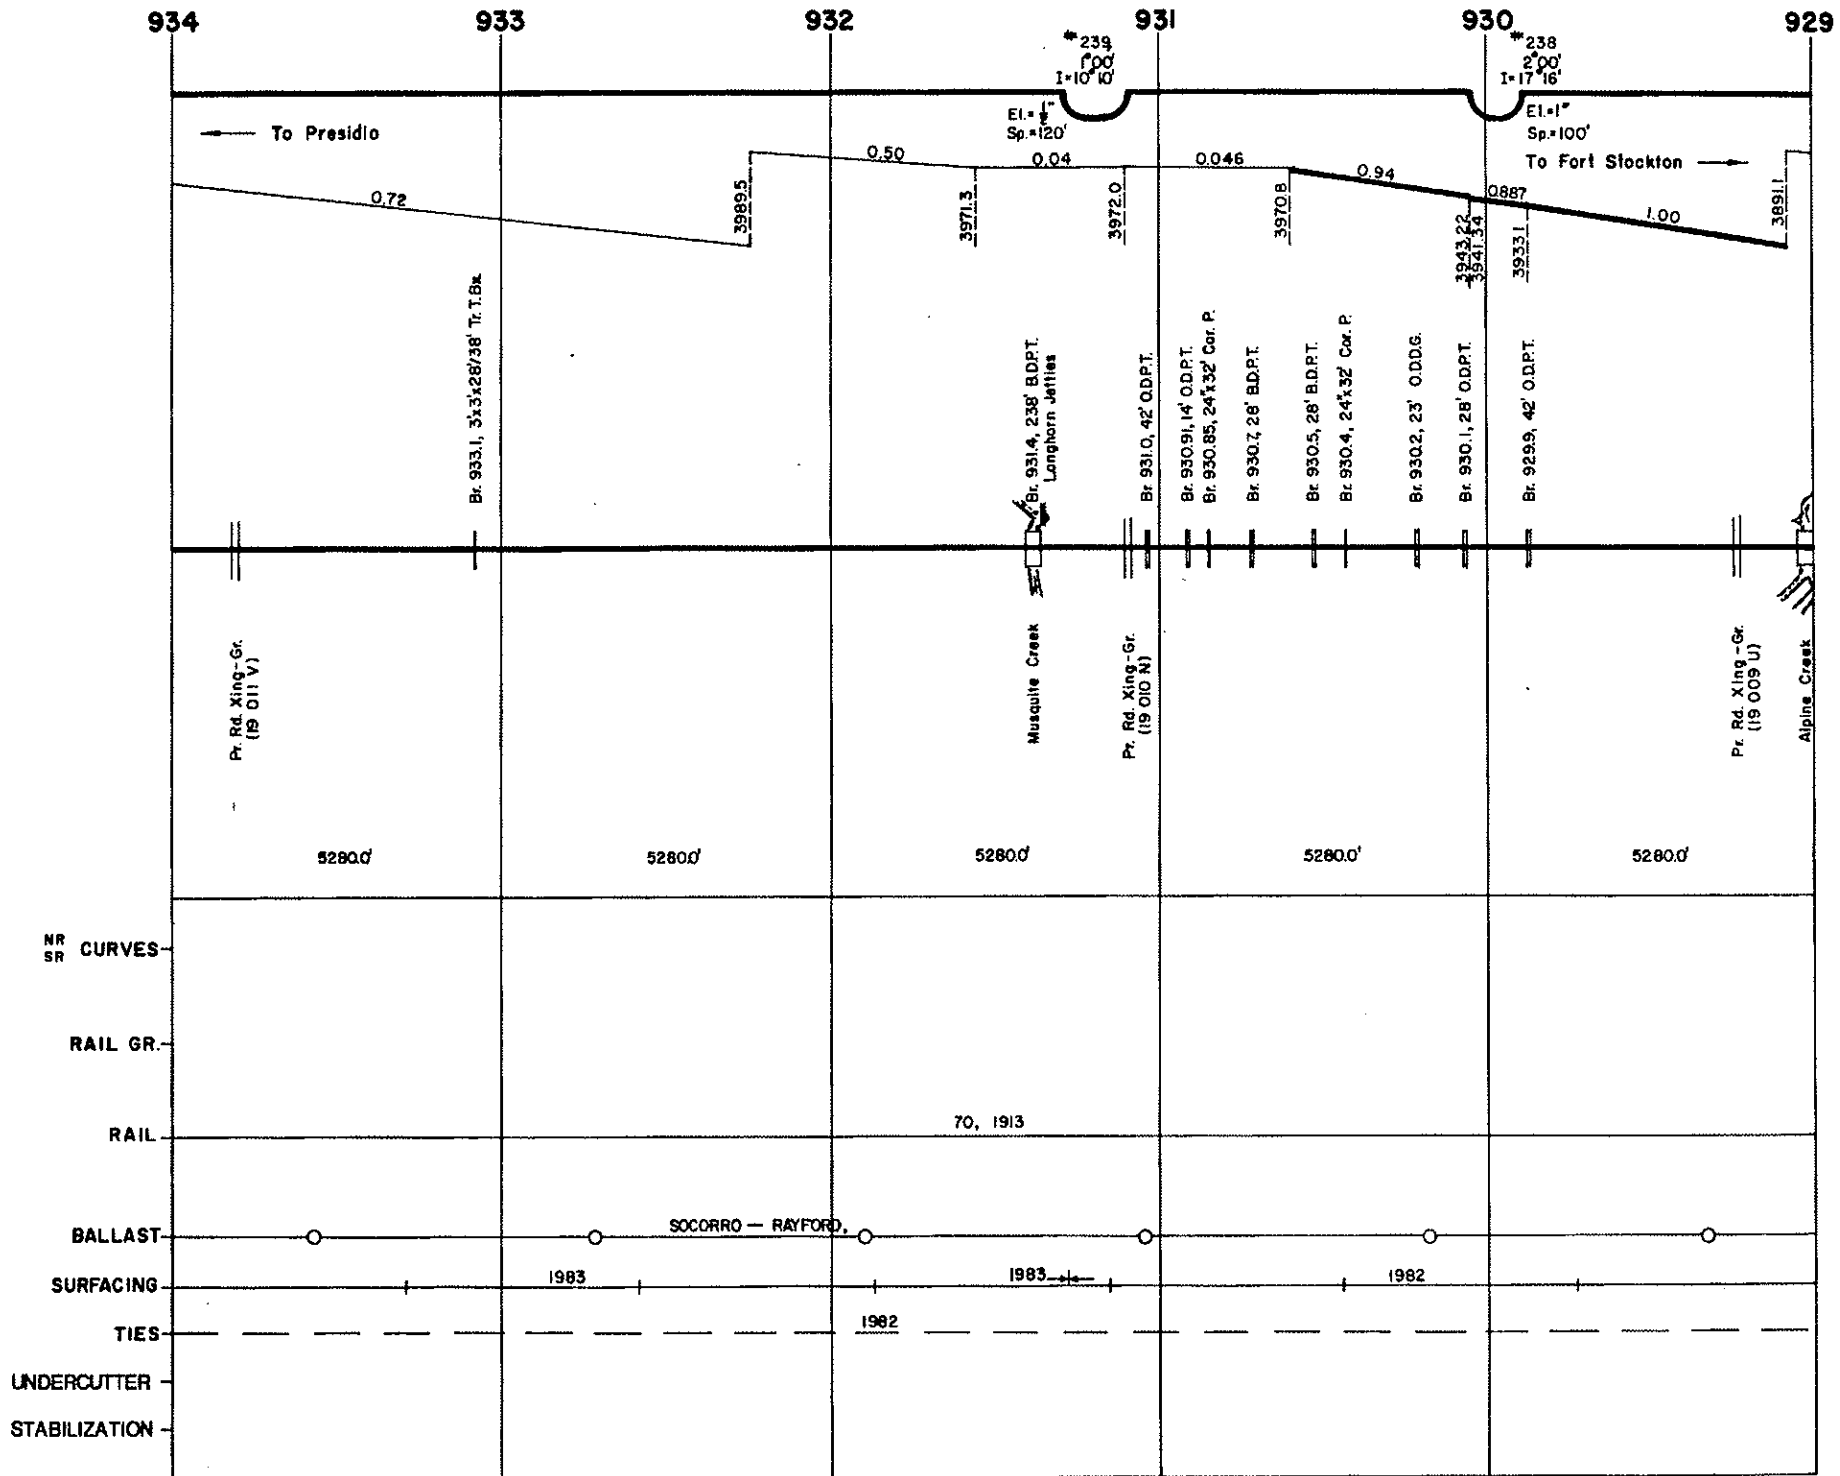 934 933 932 931 930 929
# 239
1°00'
I=10°10'
# 238
2°00'
I=17°16'
El.=½"
Sp.=120'
El.=1"
Sp.=100'
To Presidio
To Fort Stockton
0.72
0.50
0.04
0.046
0.94
0.887
1.00
3989.5
3971.3
3972.0
3970.8
3943.22
3941.34
3933.1
3891.1
Br. 933.1, 3'x3'x28'/38' Tr. T. Bx.
Br. 931.4, 238' B.D.P.T.
Longhorn Jetties
Br. 931.0, 42' O.D.P.T.
Br. 930.91, 14' O.D.P.T.
Br. 930.85, 24"x32' Cor. P.
Br. 930.7, 28' B.D.P.T.
Br. 930.5, 28' B.D.P.T.
Br. 930.4, 24"x32' Cor. P.
Br. 930.2, 23' O.D.D.G.
Br. 930.1, 28' O.D.P.T.
Br. 929.9, 42' O.D.P.T.
Pr. Rd. Xing-Gr.
(19 011 V)
Musquite Creek
Pr. Rd. Xing-Gr.
(19 010 N)
Pr. Rd. Xing-Gr.
(19 009 U)
Alpine Creek
5280.0' 5280.0' 5280.0' 5280.0' 5280.0'
NR
SR
CURVES
RAIL GR.
RAIL
70, 1913
BALLAST
SOCORRO — RAYFORD,
SURFACING
1983
1983
1982
TIES
1982
UNDERCUTTER
STABILIZATION